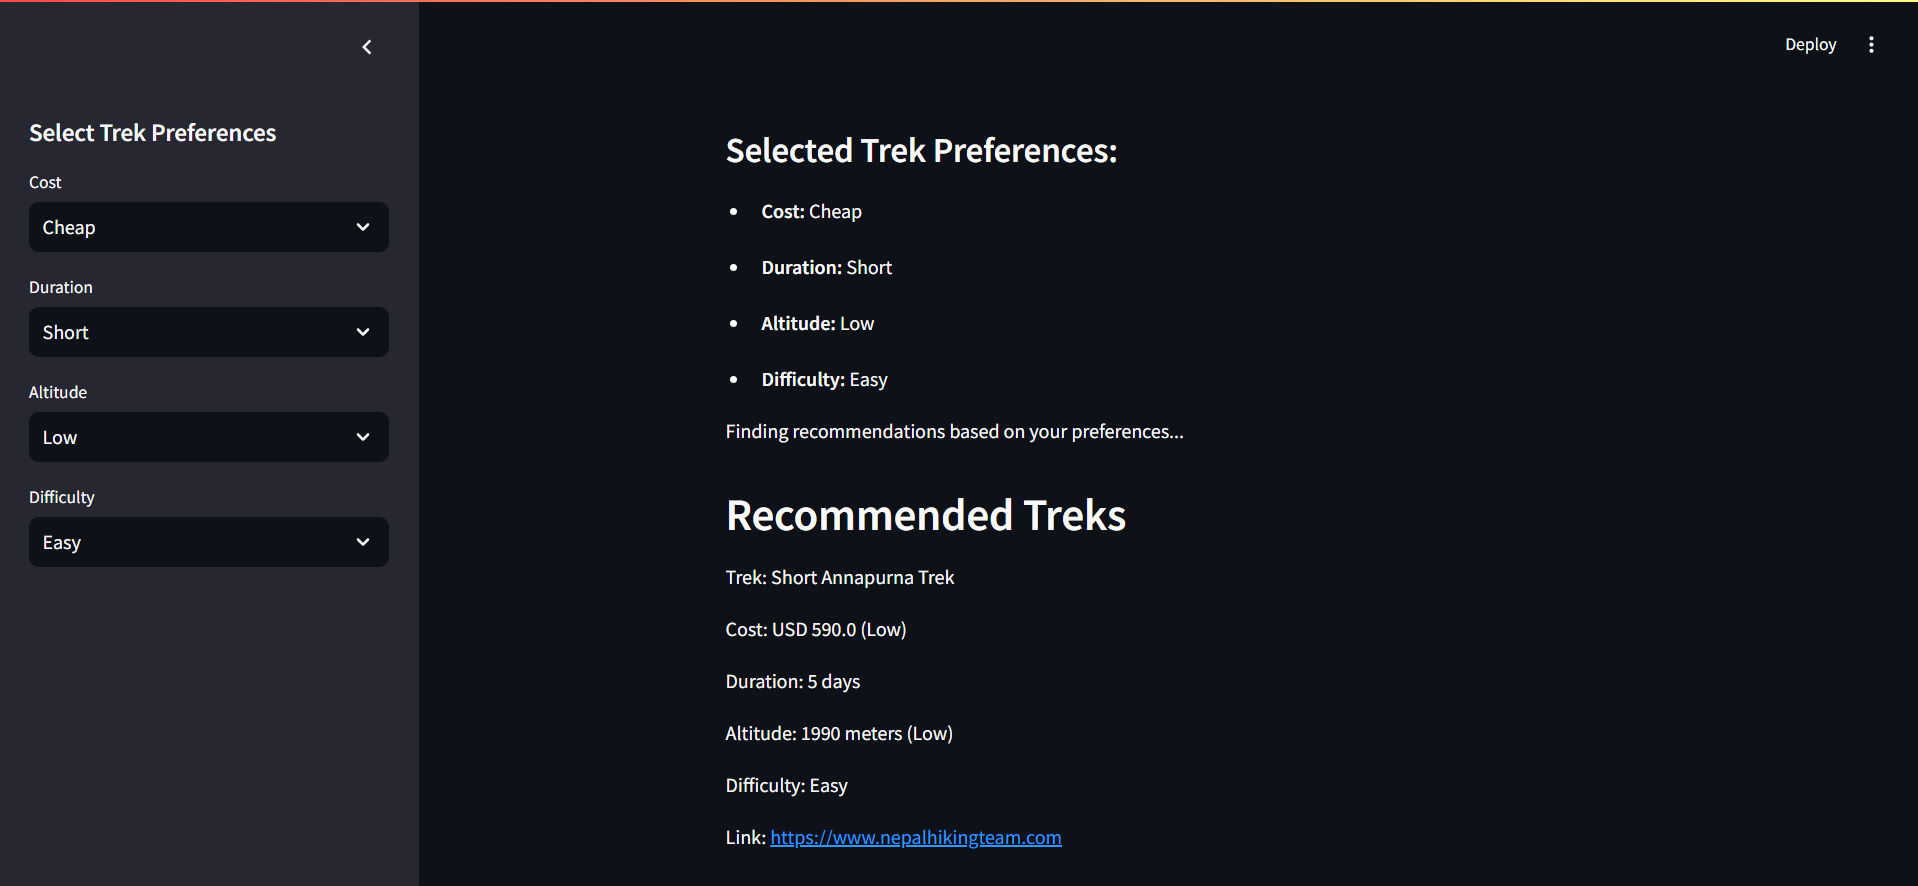 Deploy
Select Trek Preferences
Cost
Cheap
Duration
Short
Altitude
Low
Difficulty
Easy
Selected Trek Preferences:
Cost: Cheap
Duration: Short
Altitude: Low
Difficulty: Easy
Finding recommendations based on your preferences...
Recommended Treks
Trek: Short Annapurna Trek
Cost: USD 590.0 (Low)
Duration: 5 days
Altitude: 1990 meters (Low)
Difficulty: Easy
Link: https://www.nepalhikingteam.com